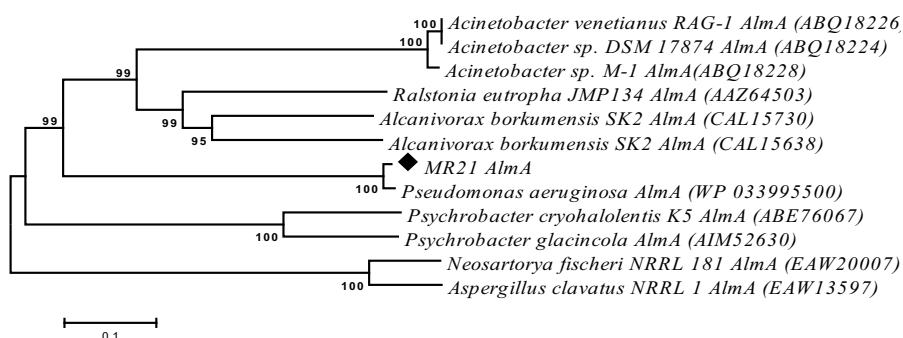 100 Acinetobacter venetianus RAG-1 AlmA (ABQ18226)
100 Acinetobacter sp. DSM 17874 AlmA (ABQ18224)
Acinetobacter sp. M-1 AlmA(ABQ18228)
99
Ralstonia eutropha JMP134 AlmA (AAZ64503)
99 Alcanivorax borkumensis SK2 AlmA (CAL15730)
95
Alcanivorax borkumensis SK2 AlmA (CAL15638)
99
MR21 AlmA
100 Pseudomonas aeruginosa AlmA (WP 033995500)
Psychrobacter cryohalolentis K5 AlmA (ABE76067)
100 Psychrobacter glacincola AlmA (AIM52630)
Neosartorya fischeri NRRL 181 AlmA (EAW20007)
100 Aspergillus clavatus NRRL 1 AlmA (EAW13597)
0.1